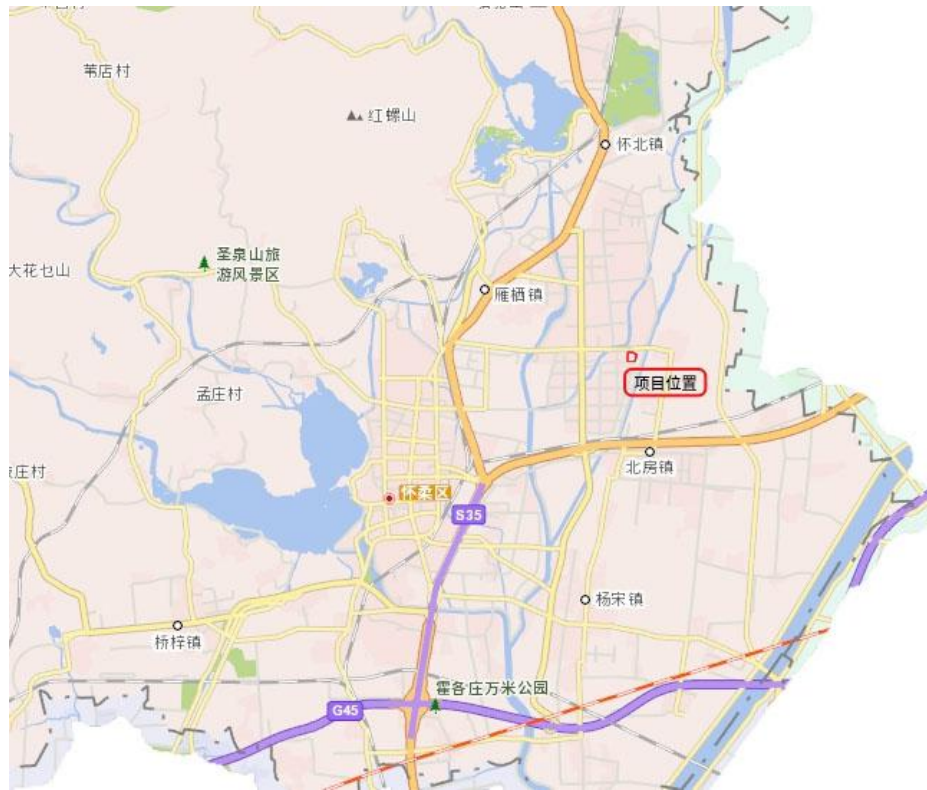 苇店村
红螺山
怀北镇
圣泉山旅
游风景区
大花乜山
雁栖镇
项目位置
孟庄村
北房镇
庄村
怀柔区
S35
杨宋镇
桥梓镇
霍各庄万米公园
G45